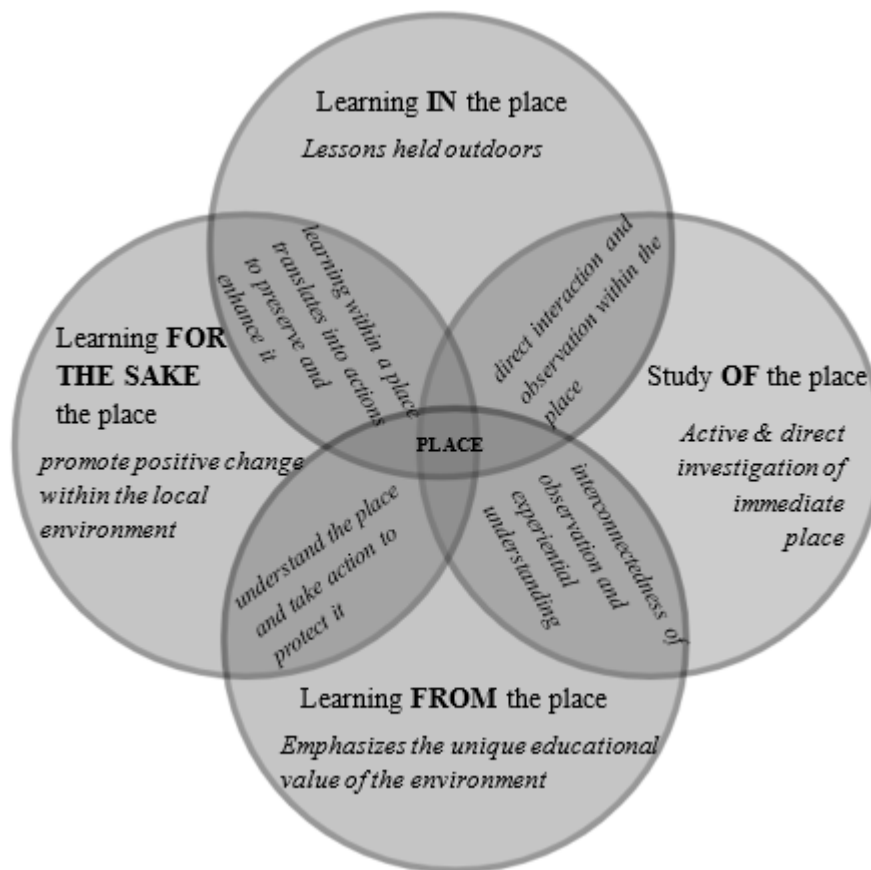 Learning IN the place
Lessons held outdoors
learning within a place
translates into actions
to preserve and
enhance it
direct interaction and
observation within the
place
Learning FOR
THE SAKE
the place
promote positive change
within the local
environment
Study OF the place
Active & direct
investigation of
immediate
place
PLACE
understand the place
and take action to
protect it
interconnectedness of
observation and
experiential
understanding
Learning FROM the place
Emphasizes the unique educational
value of the environment